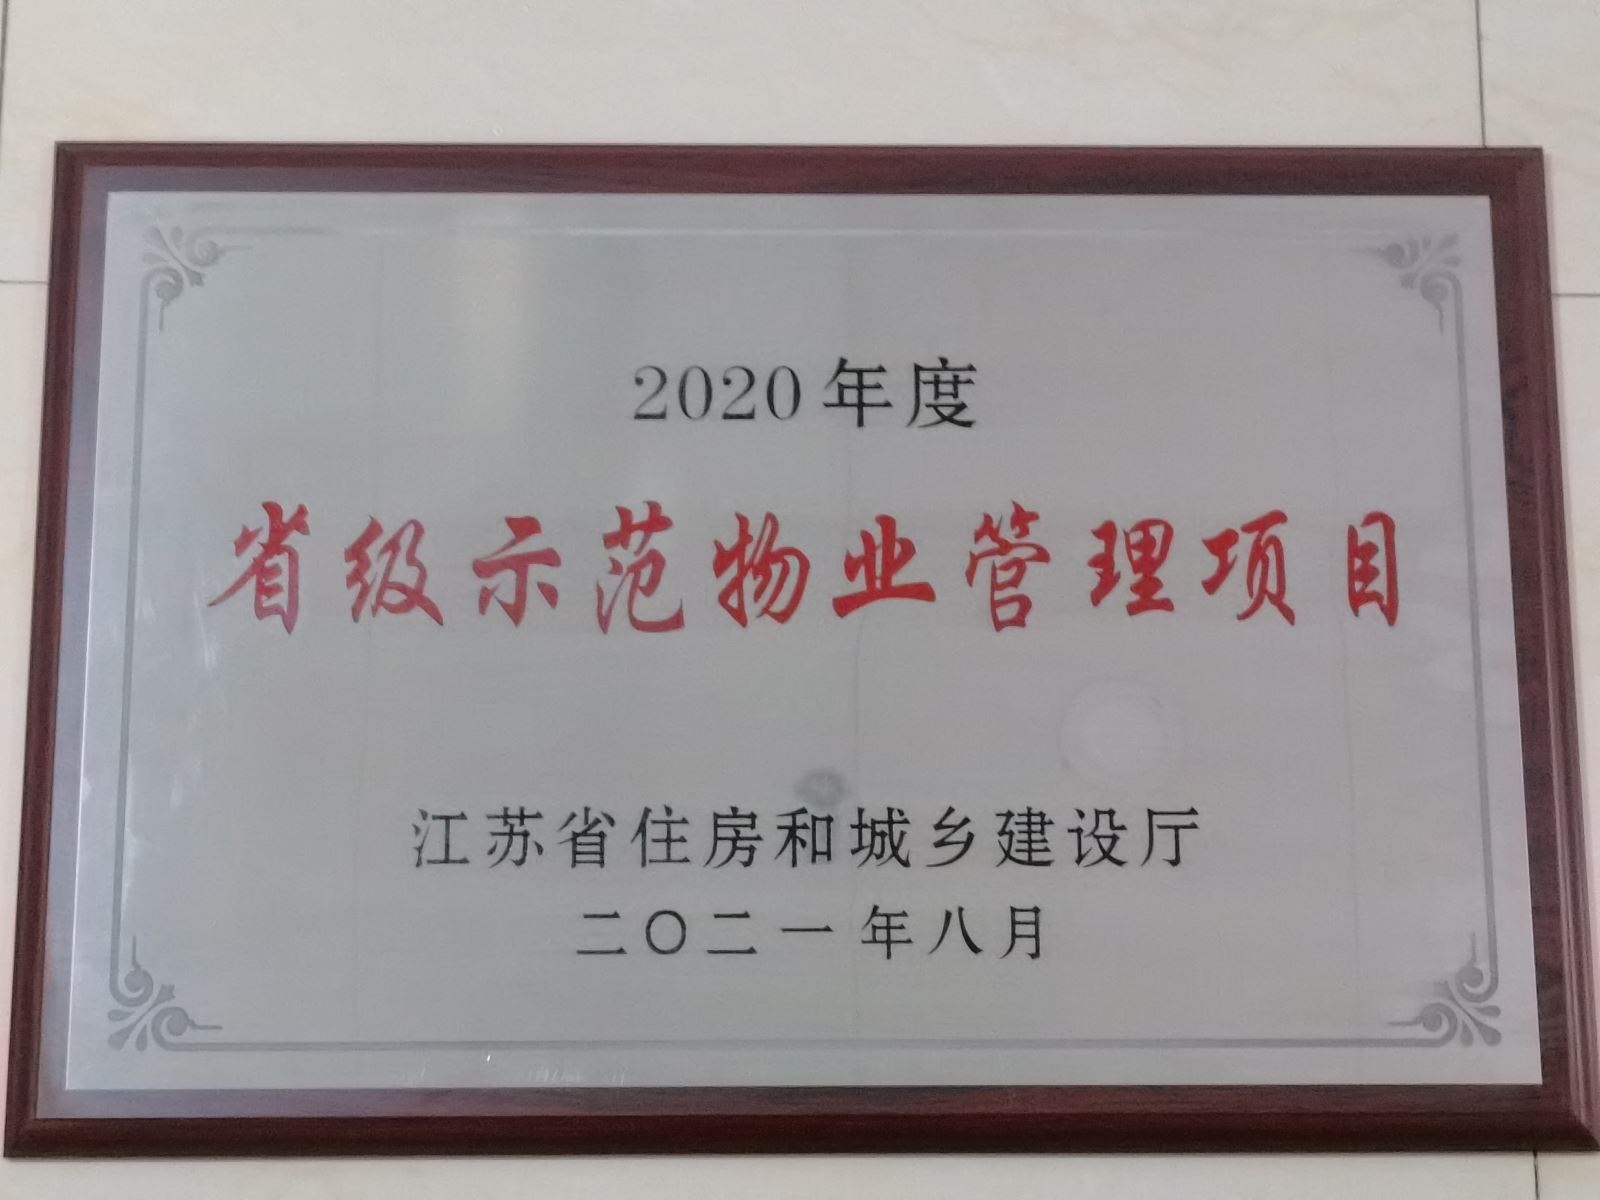 2020年度
省级示范物业管理项目
江苏省住房和城乡建设厅
二〇二一年八月